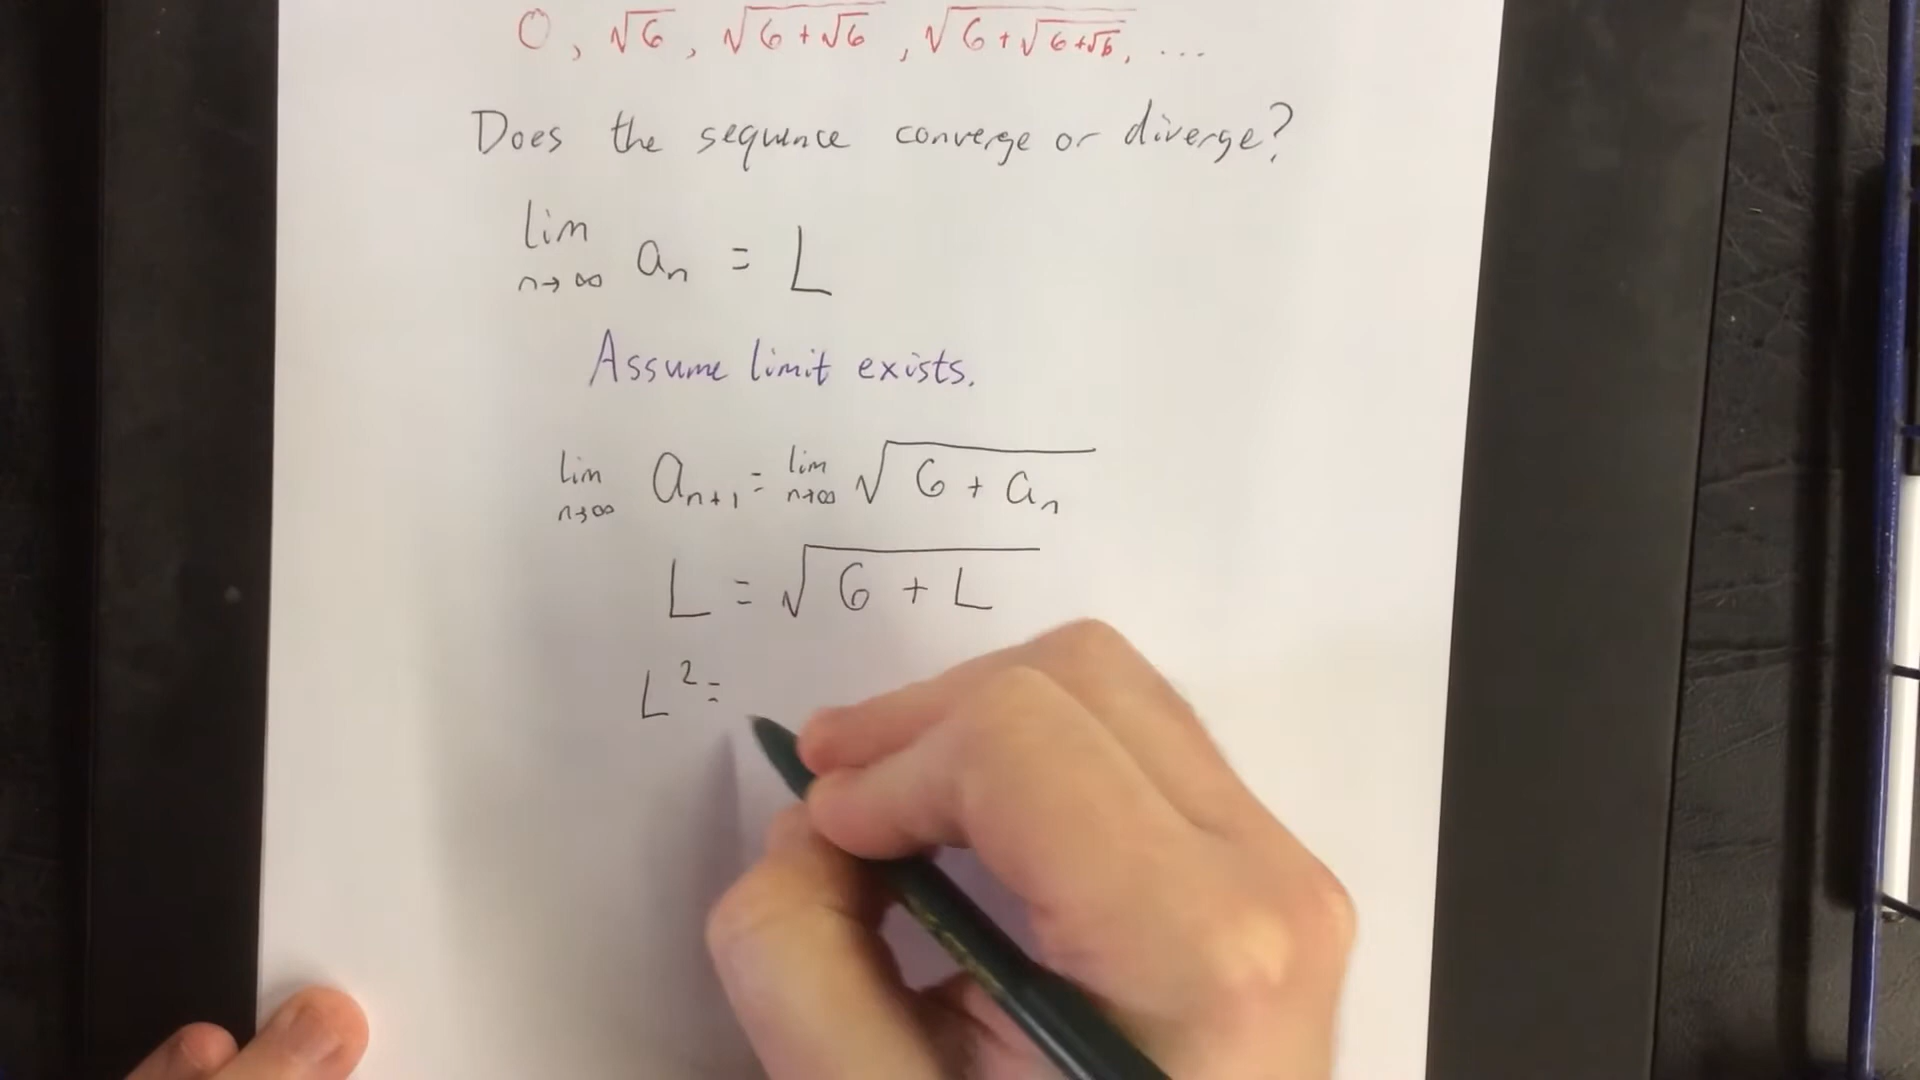 0, √6, √(6+√6), √(6+√(6+√6)), ...
Does the sequence converge or diverge?
lim n→∞ aₙ = L
Assume limit exists.
lim n→∞ aₙ₊₁ = lim n→∞ √(6 + aₙ)
L = √(6 + L)
L² =